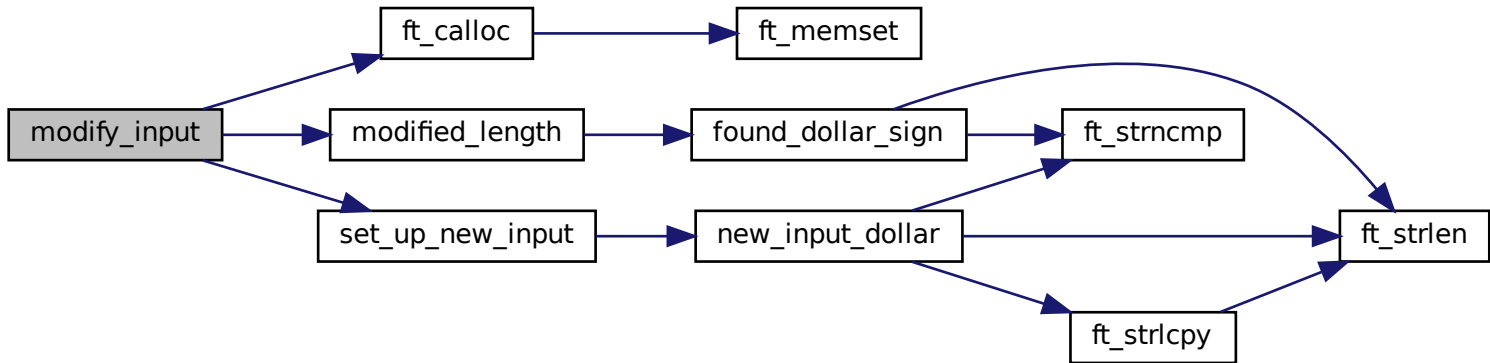 ft_calloc
ft_memset
modify_input
modified_length
found_dollar_sign
ft_strncmp
set_up_new_input
new_input_dollar
ft_strlen
ft_strlcpy